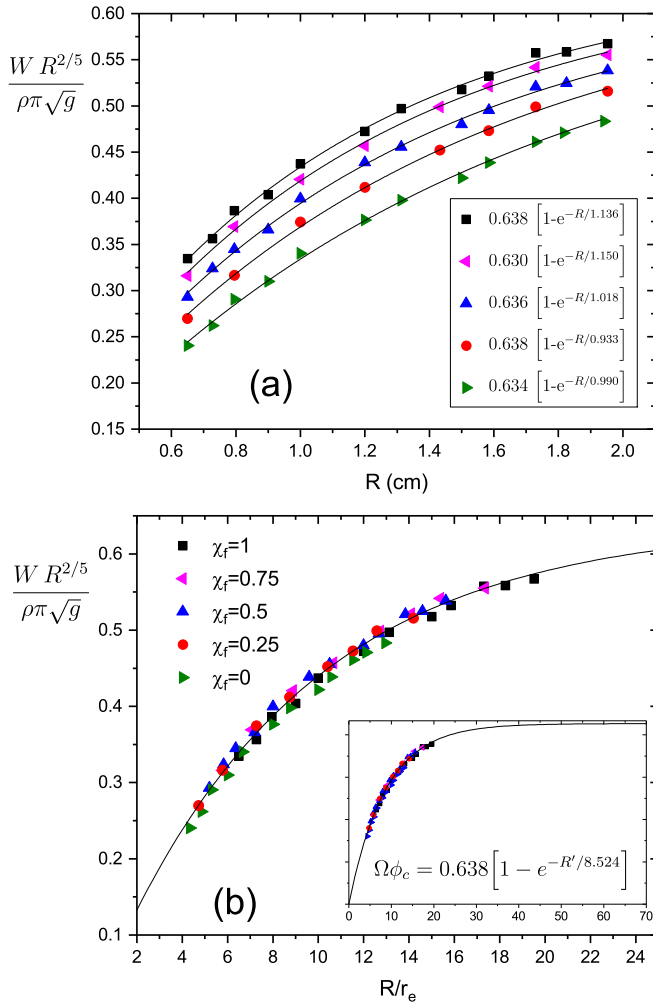 0.60
0.55
0.50
0.45
0.40
0.35
0.30
0.25
0.20
0.15
W R^{2/5}
ρπ√g
0.638 [1-e^{-R/1.136}]
0.630 [1-e^{-R/1.150}]
0.636 [1-e^{-R/1.018}]
0.638 [1-e^{-R/0.933}]
0.634 [1-e^{-R/0.990}]
(a)
0.6 0.8 1.0 1.2 1.4 1.6 1.8 2.0
R (cm)
0.6
0.5
0.4
0.3
0.2
0.1
W R^{2/5}
ρπ√g
χ_f=1
χ_f=0.75
χ_f=0.5
χ_f=0.25
χ_f=0
Ωϕ_c = 0.638[1 − e^{−R′/8.524}]
0 10 20 30 40 50 60 70
(b)
2 4 6 8 10 12 14 16 18 20 22 24
R/r_e